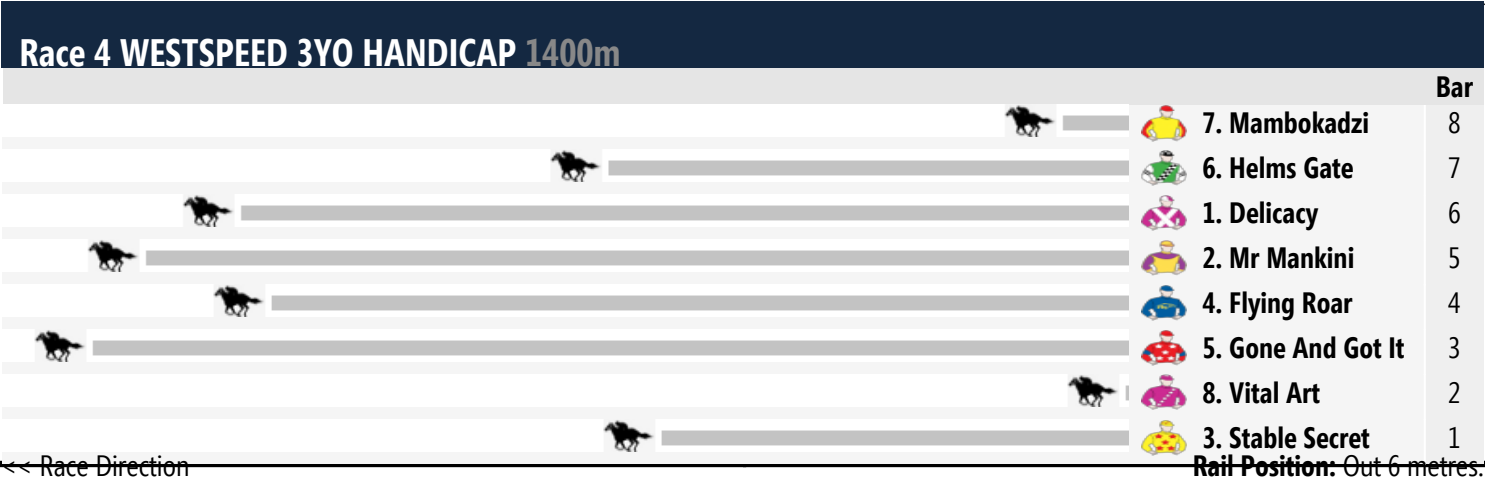 Race 4 WESTSPEED 3YO HANDICAP 1400m
Bar
7. Mambokadzi 8
6. Helms Gate 7
1. Delicacy 6
2. Mr Mankini 5
4. Flying Roar 4
5. Gone And Got It 3
8. Vital Art 2
3. Stable Secret 1
<< Race Direction Rail Position: Out 6 metres.